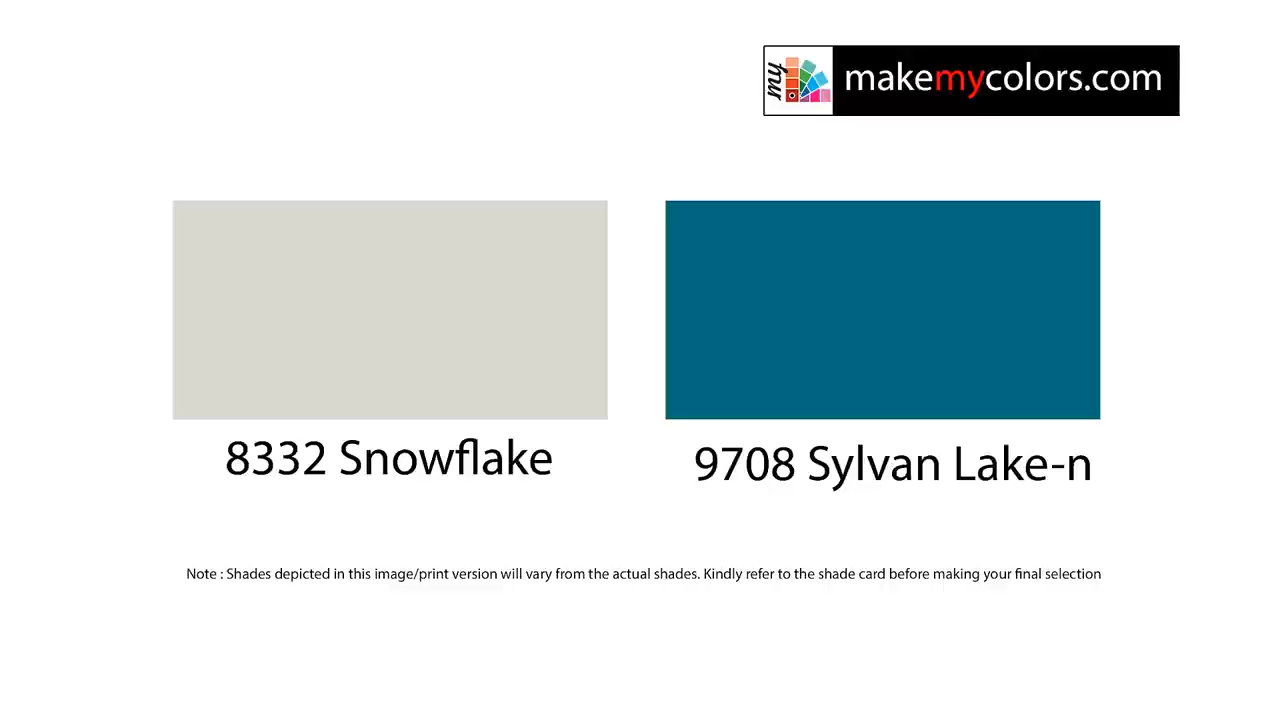 my
makemycolors.com
8332 Snowflake
9708 Sylvan Lake-n
Note : Shades depicted in this image/print version will vary from the actual shades. Kindly refer to the shade card before making your final selection